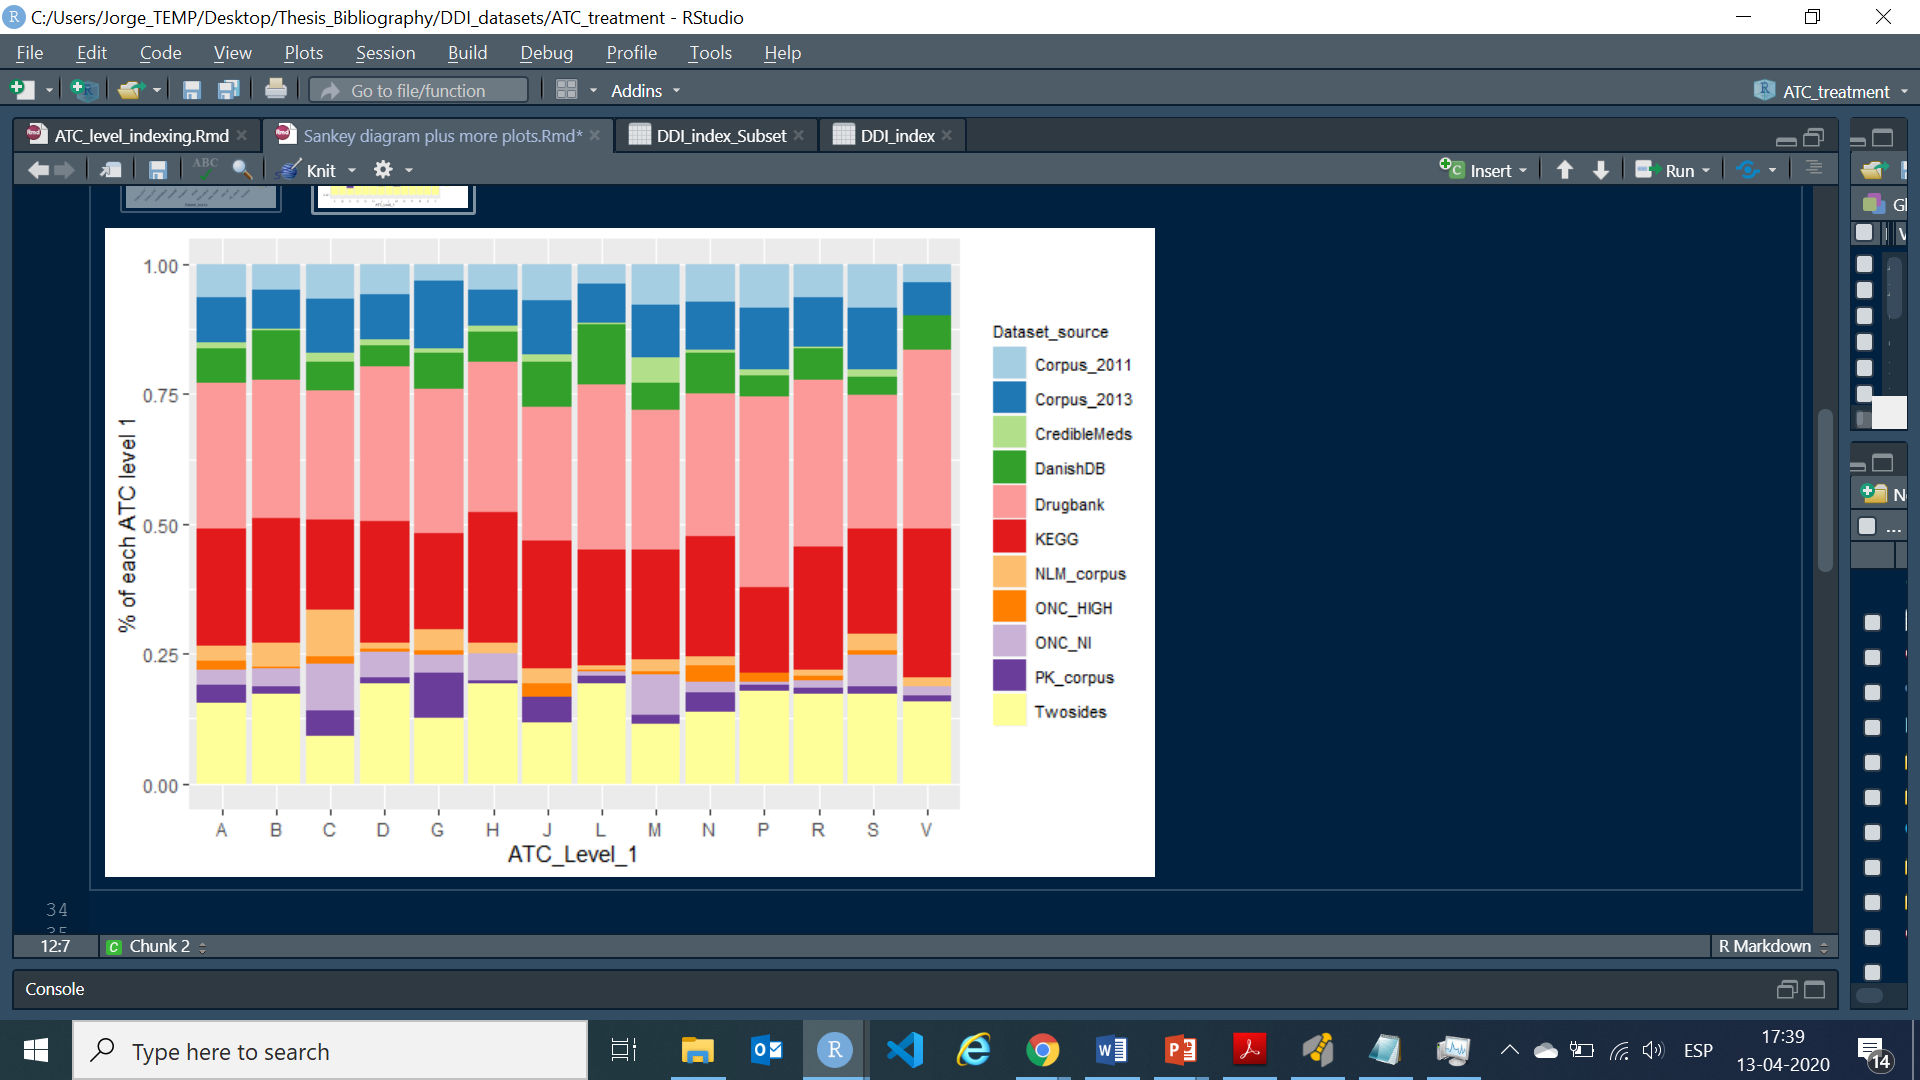 C:/Users/Jorge_TEMP/Desktop/Thesis_Bibliography/DDI_datasets/ATC_treatment - RStudio
File Edit Code View Plots Session Build Debug Profile Tools Help
Go to file/function Addins ATC_treatment
ATC_level_indexing.Rmd Sankey diagram plus more plots.Rmd* DDI_index_Subset DDI_index
ABC Knit Insert Run
1.00
0.75
0.50
0.25
0.00
% of each ATC level 1
A B C D G H J L M N P R S V
ATC_Level_1
Dataset_source
Corpus_2011
Corpus_2013
CredibleMeds
DanishDB
Drugbank
KEGG
NLM_corpus
ONC_HIGH
ONC_NI
PK_corpus
Twosides
34
12:7 Chunk 2 R Markdown
Console
Type here to search
ESP
17:39
13-04-2020
14